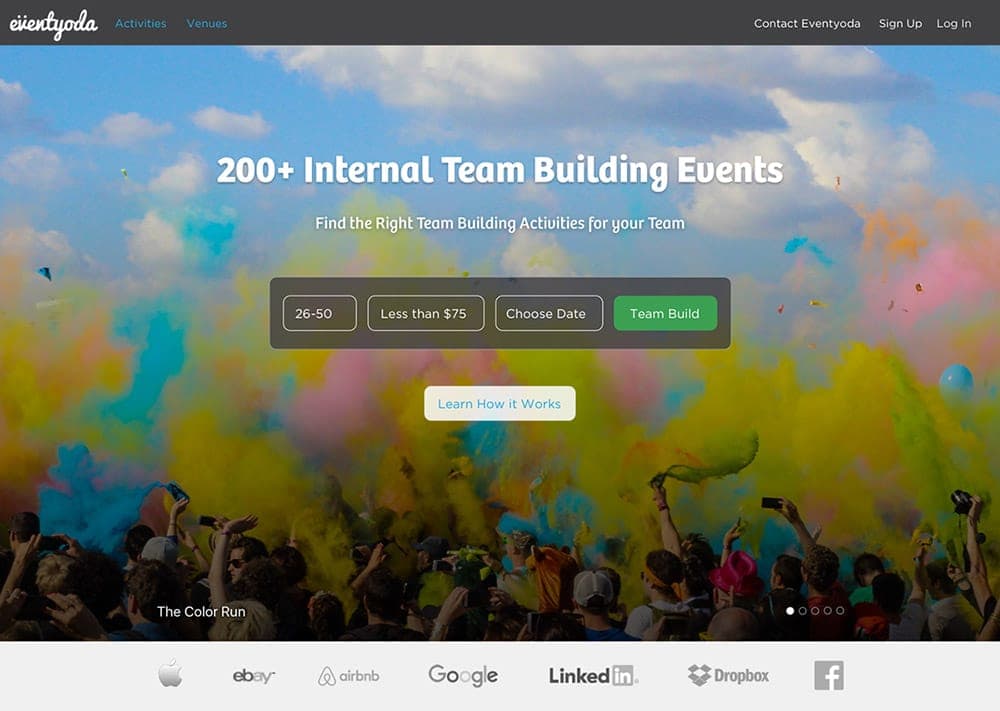 eventyoda
Activities
Venues
Contact Eventyoda
Sign Up
Log In
200+ Internal Team Building Events
Find the Right Team Building Activities for your Team
26-50
Less than $75
Choose Date
Team Build
Learn How it Works
The Color Run
ebay
airbnb
Google
Linked in
Dropbox
f